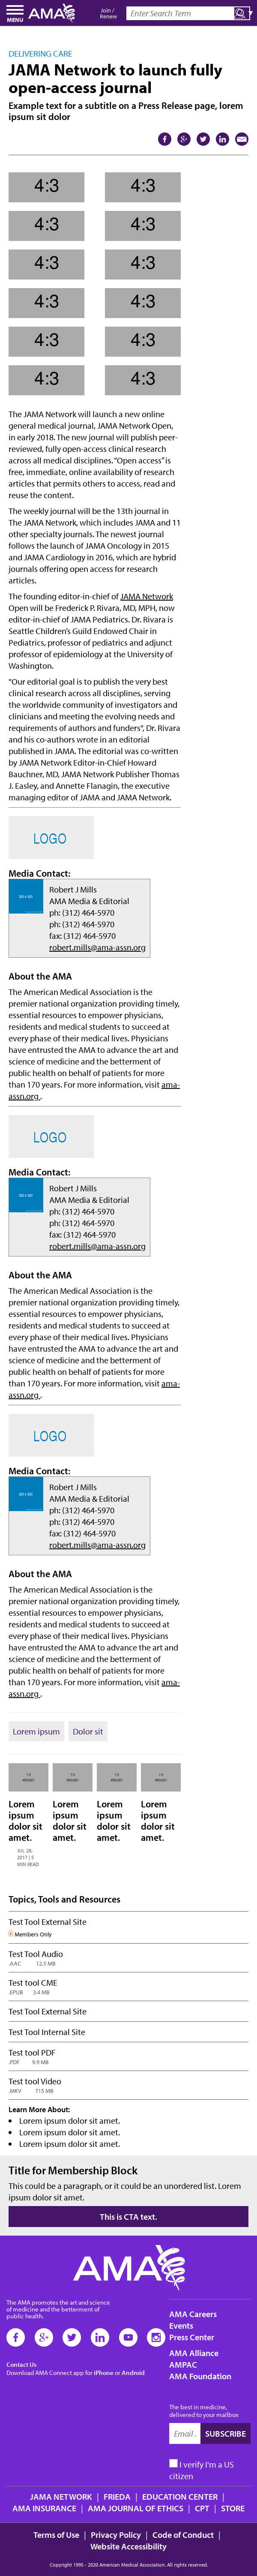 MENU
AMA
Join /
Renew
Enter Search Term
DELIVERING CARE
JAMA Network to launch fully
open-access journal
Example text for a subtitle on a Press Release page, lorem
ipsum sit dolor
4:3 4:3
4:3 4:3
4:3 4:3
4:3 4:3
4:3 4:3
4:3 4:3
The JAMA Network will launch a new online
general medical journal, JAMA Network Open,
in early 2018. The new journal will publish peer-
reviewed, fully open-access clinical research
across all medical disciplines. “Open access” is
free, immediate, online availability of research
articles that permits others to access, read and
reuse the content.
The weekly journal will be the 13th journal in
The JAMA Network, which includes JAMA and 11
other specialty journals. The newest journal
follows the launch of JAMA Oncology in 2015
and JAMA Cardiology in 2016, which are hybrid
journals offering open access for research
articles.
The founding editor-in-chief of JAMA Network
Open will be Frederick P. Rivara, MD, MPH, now
editor-in-chief of JAMA Pediatrics. Dr. Rivara is
Seattle Children’s Guild Endowed Chair in
Pediatrics, professor of pediatrics and adjunct
professor of epidemiology at the University of
Washington.
"Our editorial goal is to publish the very best
clinical research across all disciplines, serving
the worldwide community of investigators and
clinicians and meeting the evolving needs and
requirements of authors and funders", Dr. Rivara
and his co-authors wrote in an editorial
published in JAMA. The editorial was co-written
by JAMA Network Editor-in-Chief Howard
Bauchner, MD, JAMA Network Publisher Thomas
J. Easley, and Annette Flanagin, the executive
managing editor of JAMA and JAMA Network.
LOGO
Media Contact:
Robert J Mills
AMA Media & Editorial
ph: (312) 464-5970
ph: (312) 464-5970
fax: (312) 464-5970
robert.mills@ama-assn.org
About the AMA
The American Medical Association is the
premier national organization providing timely,
essential resources to empower physicians,
residents and medical students to succeed at
every phase of their medical lives. Physicians
have entrusted the AMA to advance the art and
science of medicine and the betterment of
public health on behalf of patients for more
than 170 years. For more information, visit ama-
assn.org .
LOGO
Media Contact:
Robert J Mills
AMA Media & Editorial
ph: (312) 464-5970
ph: (312) 464-5970
fax: (312) 464-5970
robert.mills@ama-assn.org
About the AMA
The American Medical Association is the
premier national organization providing timely,
essential resources to empower physicians,
residents and medical students to succeed at
every phase of their medical lives. Physicians
have entrusted the AMA to advance the art and
science of medicine and the betterment of
public health on behalf of patients for more
than 170 years. For more information, visit ama-
assn.org .
LOGO
Media Contact:
Robert J Mills
AMA Media & Editorial
ph: (312) 464-5970
ph: (312) 464-5970
fax: (312) 464-5970
robert.mills@ama-assn.org
About the AMA
The American Medical Association is the
premier national organization providing timely,
essential resources to empower physicians,
residents and medical students to succeed at
every phase of their medical lives. Physicians
have entrusted the AMA to advance the art and
science of medicine and the betterment of
public health on behalf of patients for more
than 170 years. For more information, visit ama-
assn.org .
Lorem ipsum Dolor sit
Lorem ipsum dolor sit amet.
JUL 28, 2017 | 5 MIN READ
Lorem ipsum dolor sit amet.
Lorem ipsum dolor sit amet.
Lorem ipsum dolor sit amet.
Topics, Tools and Resources
Test Tool External Site
Members Only
Test Tool Audio
.AAC 12.5 MB
Test tool CME
.EPUB 3.4 MB
Test Tool External Site
Test Tool Internal Site
Test tool PDF
.PDF 9.9 MB
Test tool Video
.MKV 715 MB
Learn More About:
Lorem ipsum dolor sit amet.
Lorem ipsum dolor sit amet.
Lorem ipsum dolor sit amet.
Title for Membership Block
This could be a paragraph, or it could be an unordered list. Lorem
ipsum dolor sit amet.
This is CTA text.
AMA
The AMA promotes the art and science
of medicine and the betterment of
public health.
Contact Us
Download AMA Connect app for iPhone or Android
AMA Careers
Events
Press Center
AMA Alliance
AMPAC
AMA Foundation
The best in medicine,
delivered to your mailbox
Email . SUBSCRIBE
I verify I'm a US
citizen
JAMA NETWORK | FRIEDA | EDUCATION CENTER |
AMA INSURANCE | AMA JOURNAL OF ETHICS | CPT | STORE
Terms of Use | Privacy Policy | Code of Conduct |
Website Accessibility
Copyright 1995 - 2020 American Medical Association. All rights reserved.